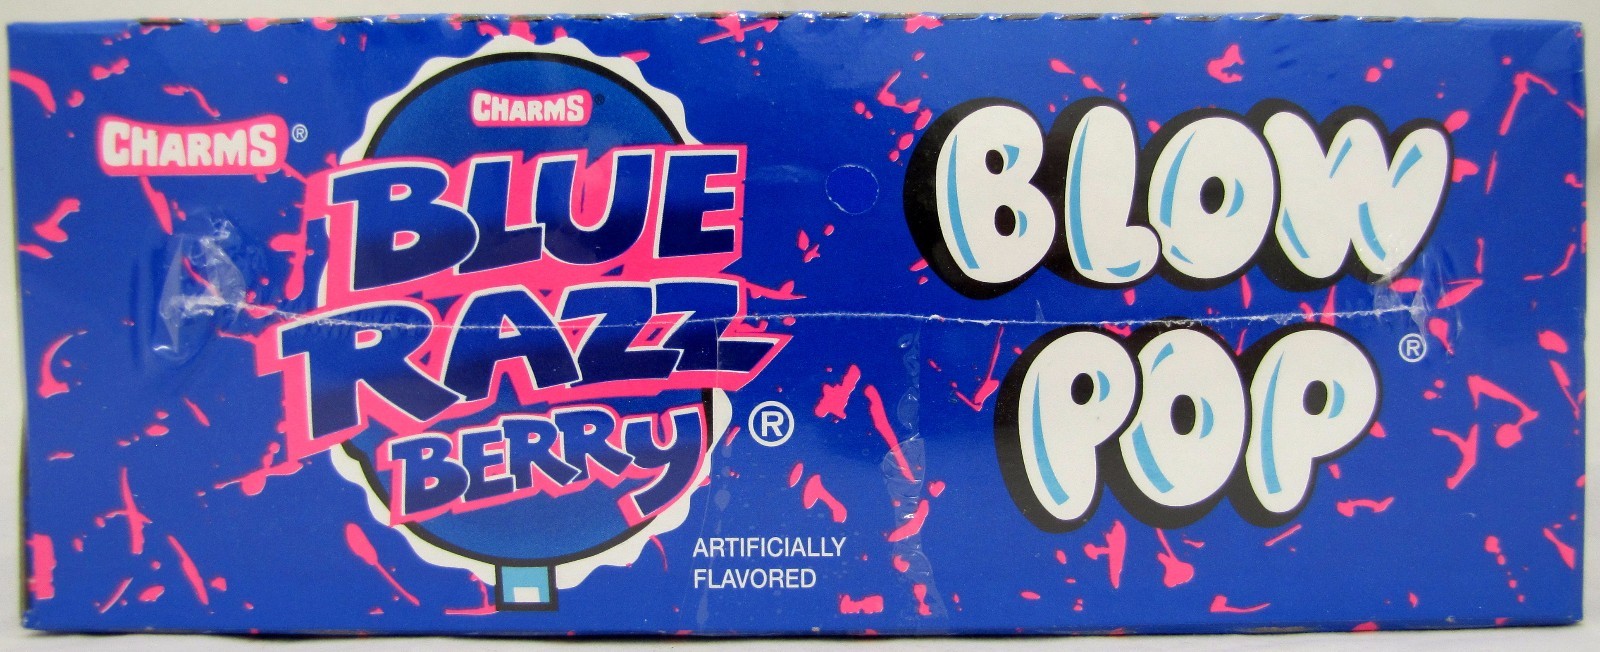 CHARMS®
CHARMS®
BLUE
RAZZ
BERRY®
ARTIFICIALLY
FLAVORED
BLOW
POP®